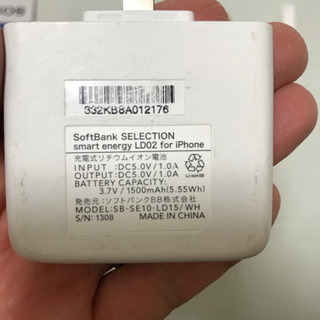 332KB8A012176
SoftBank SELECTION
smart energy LD02 for iPhone
充電式リチウムイオン電池
INPUT :DC5.0V/1.0A
OUTPUT:DC5.0V/1.0A
BATTERY CAPACITY:
3.7V/1500mAh(5.55Wh)
Li-ion00
発売元:ソフトバンクBB株式会社
MODEL:SB-SE10-LD15/WH
S/N: 1308 MADE IN CHINA